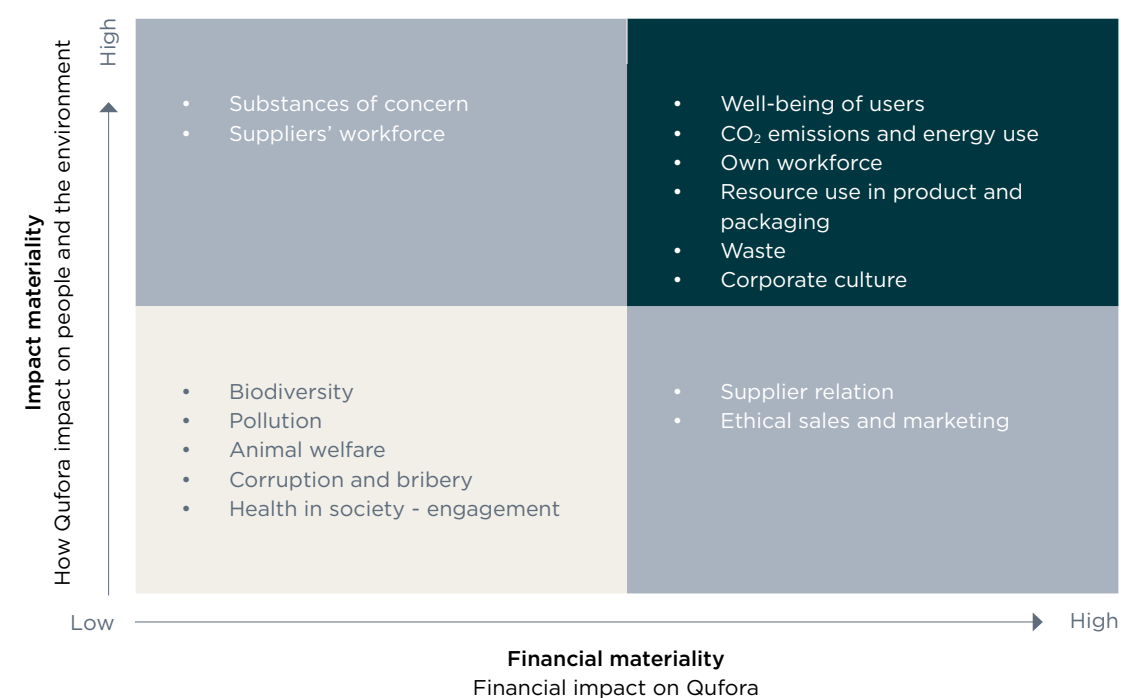 High
Impact materiality
How Qufora impact on people and the environment
• Substances of concern
• Suppliers’ workforce
• Well-being of users
• CO₂ emissions and energy use
• Own workforce
• Resource use in product and
packaging
• Waste
• Corporate culture
• Biodiversity
• Pollution
• Animal welfare
• Corruption and bribery
• Health in society - engagement
• Supplier relation
• Ethical sales and marketing
Low
High
Financial materiality
Financial impact on Qufora